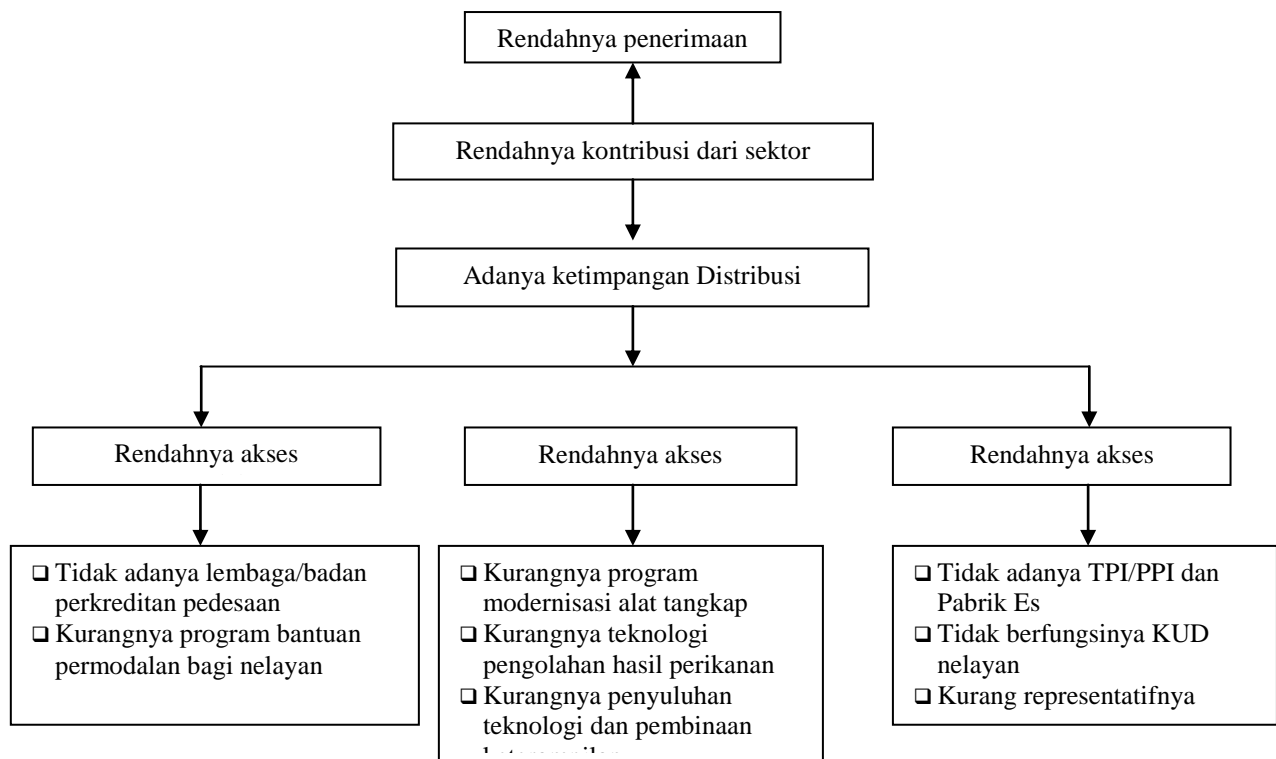 Rendahnya penerimaan
Rendahnya kontribusi dari sektor
Adanya ketimpangan Distribusi
Rendahnya akses
Rendahnya akses
Rendahnya akses
❑ Tidak adanya lembaga/badan
perkreditan pedesaan
❑ Kurangnya program bantuan
permodalan bagi nelayan
❑ Kurangnya program
modernisasi alat tangkap
❑ Kurangnya teknologi
pengolahan hasil perikanan
❑ Kurangnya penyuluhan
teknologi dan pembinaan
❑ Tidak adanya TPI/PPI dan
Pabrik Es
❑ Tidak berfungsinya KUD
nelayan
❑ Kurang representatifnya